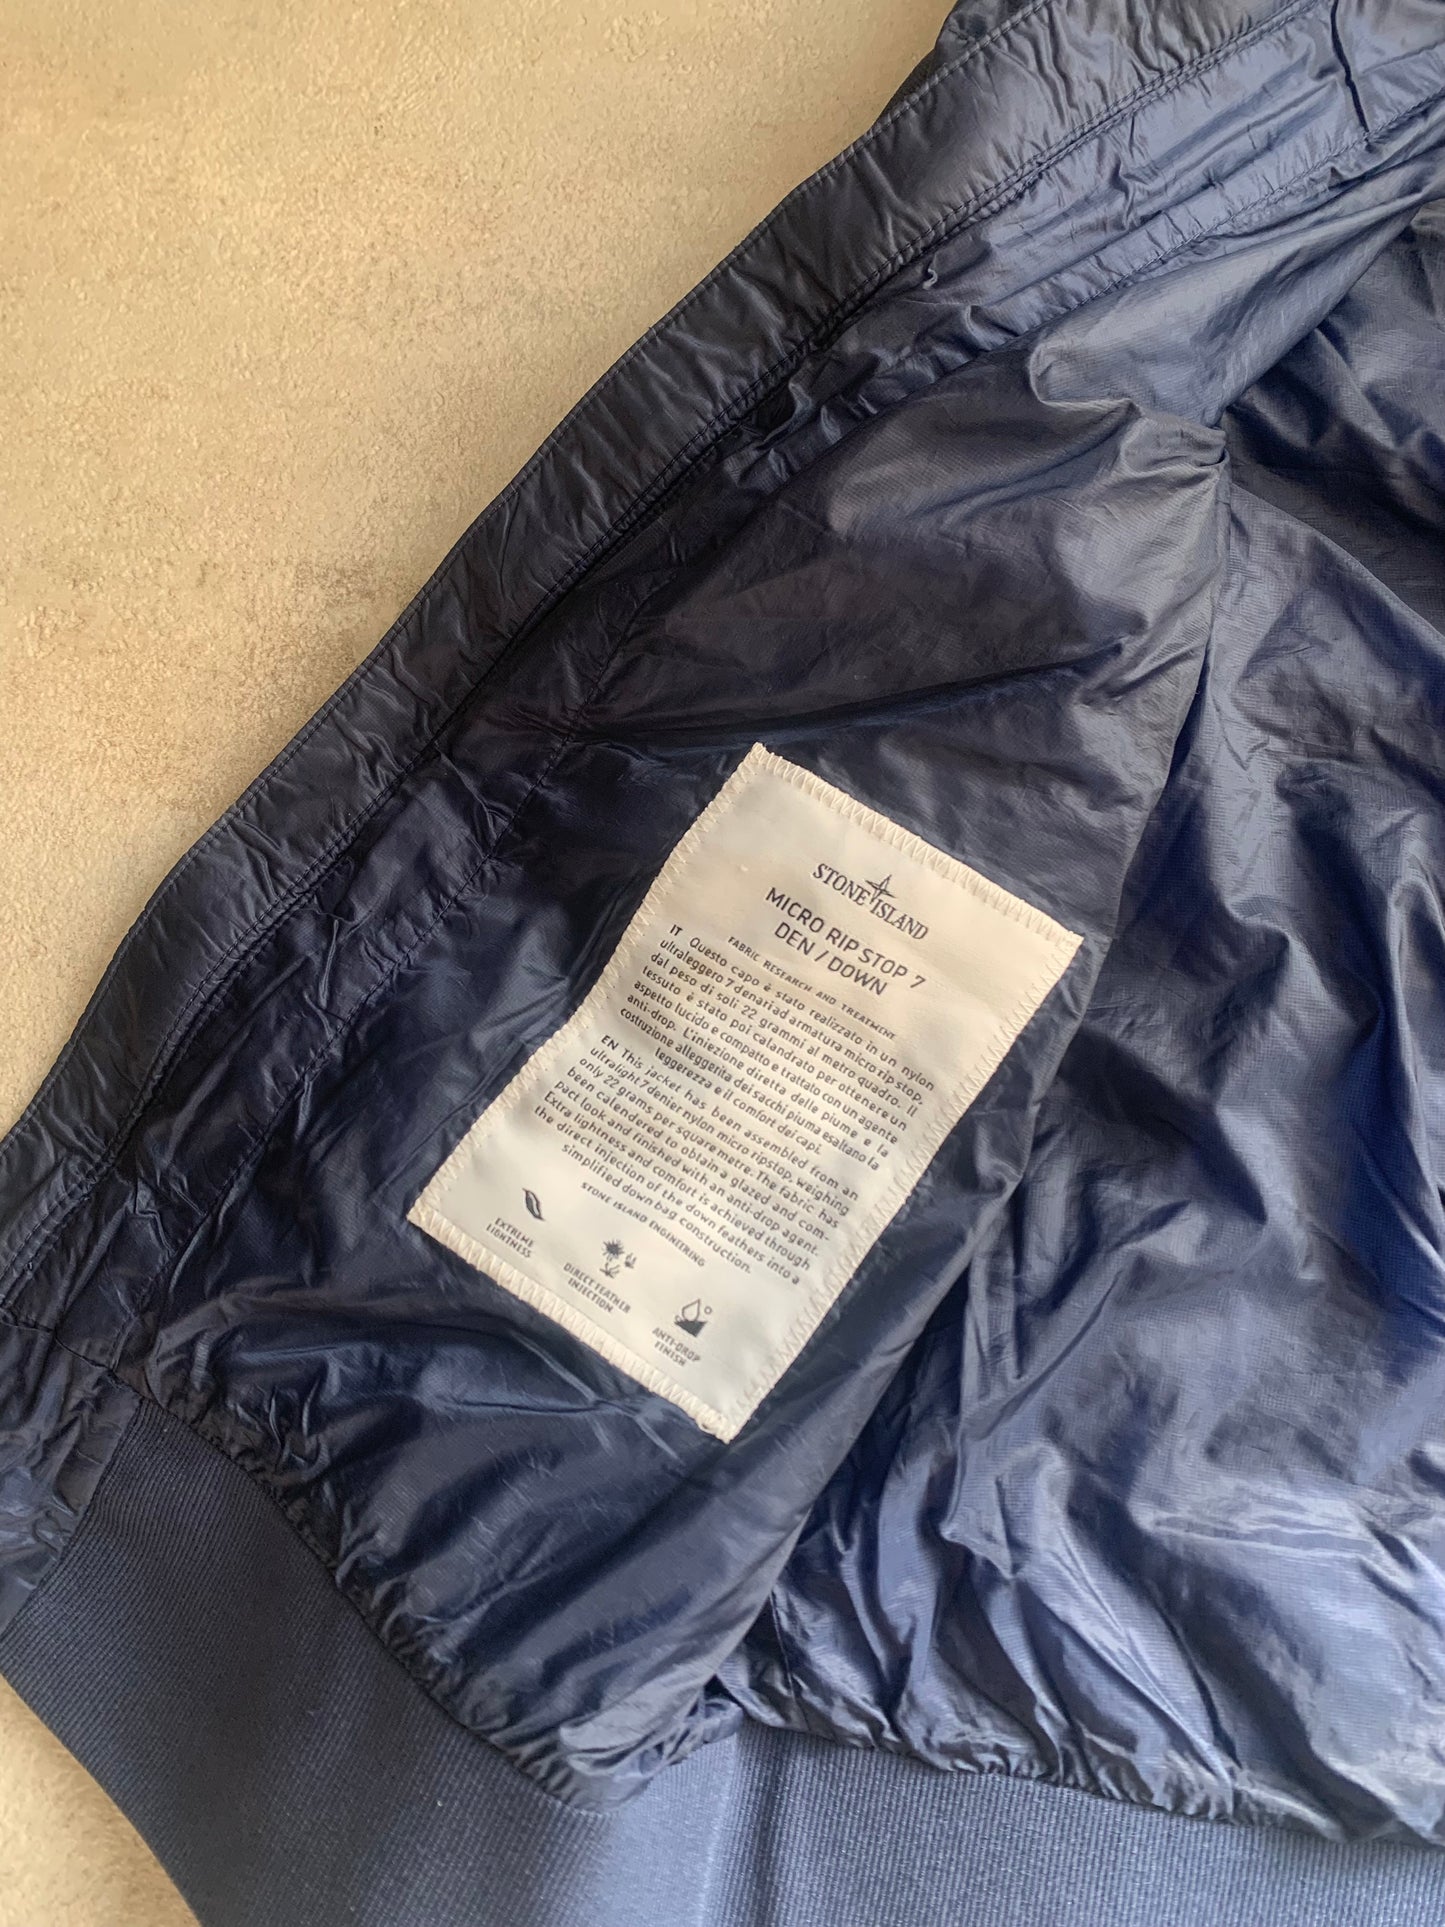 STONE ISLAND
MICRO RIP STOP 7
DEN / DOWN
FABRIC RESEARCH AND TREATMENT
IT Questo capo è stato realizzato in un nylon
ultraleggero 7 denari ad armatura micro rip stop,
dal peso di soli 22 grammi al metro quadro. Il
tessuto è stato poi calandrato per ottenere un
aspetto lucido e compatto e trattato con un agente
anti-drop. L'iniezione diretta delle piume e la
costruzione alleggerita dei sacchi piuma esaltano la
leggerezza e il comfort dei capi.
EN This jacket has been assembled from an
ultralight 7 denier nylon micro ripstop, weighing
only 22 grams per square metre. The fabric has
been calendered to obtain a glazed and com-
pact look and finished with an anti-drop agent.
Extra lightness and comfort is achieved through
the direct injection of the down feathers into a
simplified down bag construction.
STONE ISLAND ENGINEERING
EXTREME
LIGHTNESS
DIRECT FEATHER
INJECTION
ANTI-DROP
FINISH